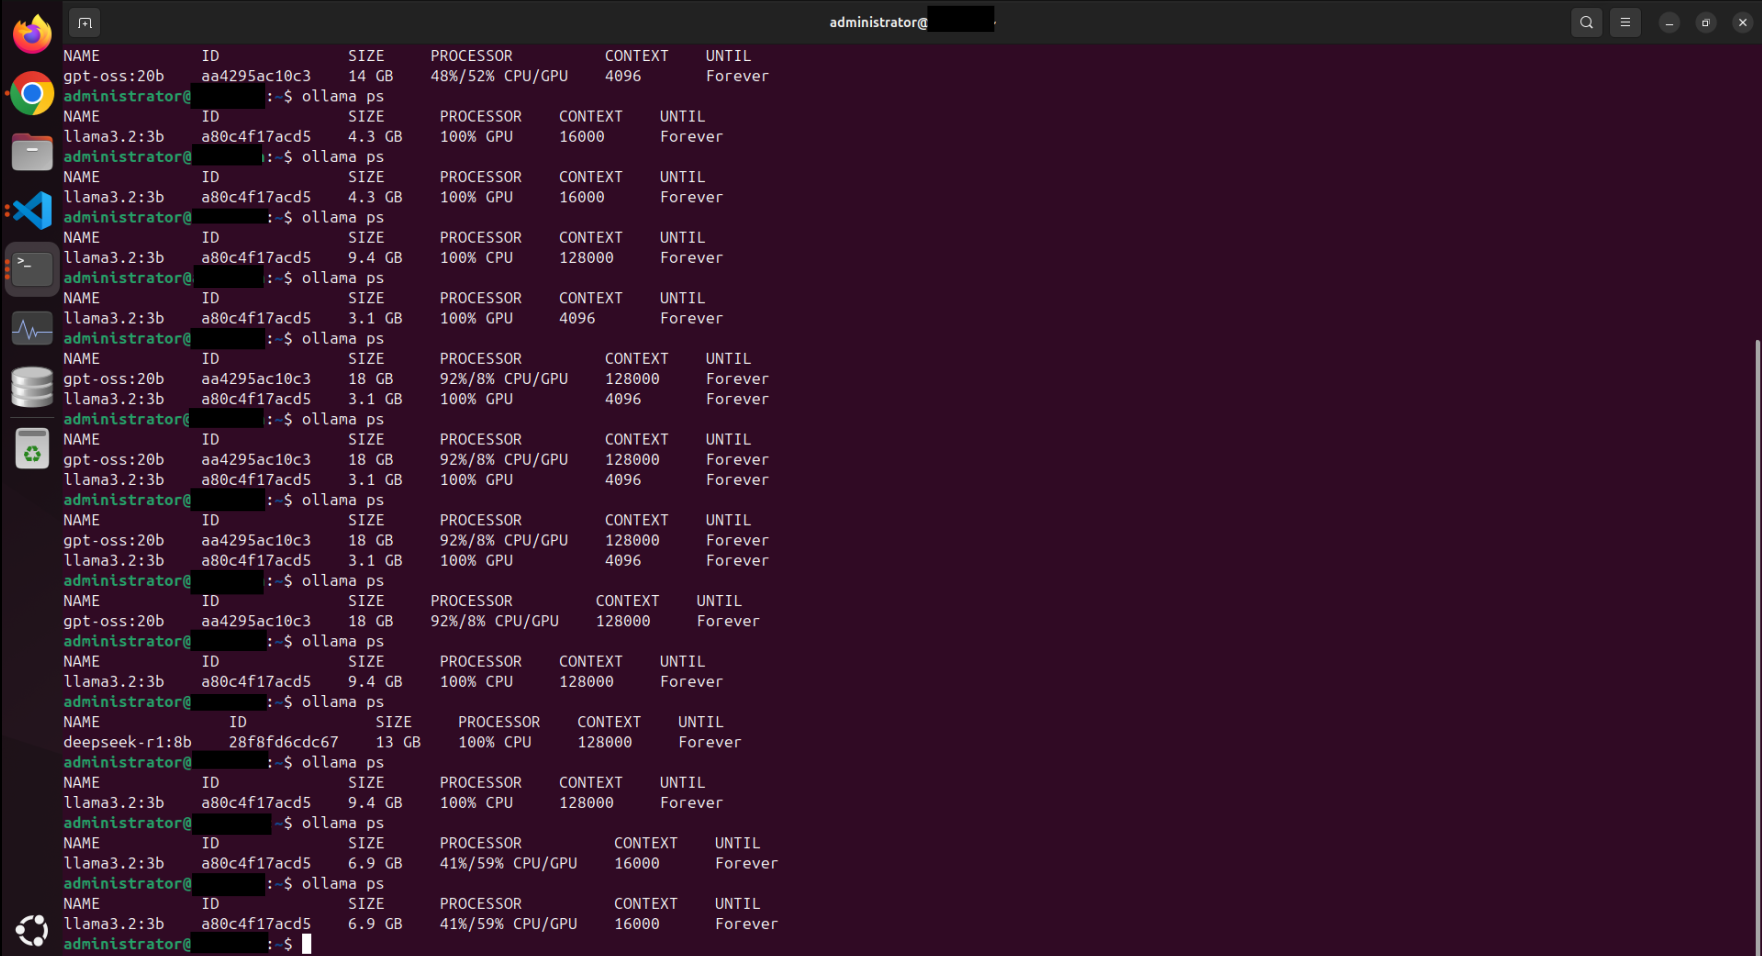 administrator@
NAME ID SIZE PROCESSOR CONTEXT UNTIL
gpt-oss:20b aa4295ac10c3 14 GB 48%/52% CPU/GPU 4096 Forever
administrator@ :~$ ollama ps
NAME ID SIZE PROCESSOR CONTEXT UNTIL
llama3.2:3b a80c4f17acd5 4.3 GB 100% GPU 16000 Forever
administrator@ :~$ ollama ps
NAME ID SIZE PROCESSOR CONTEXT UNTIL
llama3.2:3b a80c4f17acd5 4.3 GB 100% GPU 16000 Forever
administrator@ :~$ ollama ps
NAME ID SIZE PROCESSOR CONTEXT UNTIL
llama3.2:3b a80c4f17acd5 9.4 GB 100% CPU 128000 Forever
administrator@ :~$ ollama ps
NAME ID SIZE PROCESSOR CONTEXT UNTIL
llama3.2:3b a80c4f17acd5 3.1 GB 100% GPU 4096 Forever
administrator@ :~$ ollama ps
NAME ID SIZE PROCESSOR CONTEXT UNTIL
gpt-oss:20b aa4295ac10c3 18 GB 92%/8% CPU/GPU 128000 Forever
llama3.2:3b a80c4f17acd5 3.1 GB 100% GPU 4096 Forever
administrator@ :~$ ollama ps
NAME ID SIZE PROCESSOR CONTEXT UNTIL
gpt-oss:20b aa4295ac10c3 18 GB 92%/8% CPU/GPU 128000 Forever
llama3.2:3b a80c4f17acd5 3.1 GB 100% GPU 4096 Forever
administrator@ :~$ ollama ps
NAME ID SIZE PROCESSOR CONTEXT UNTIL
gpt-oss:20b aa4295ac10c3 18 GB 92%/8% CPU/GPU 128000 Forever
llama3.2:3b a80c4f17acd5 3.1 GB 100% GPU 4096 Forever
administrator@ :~$ ollama ps
NAME ID SIZE PROCESSOR CONTEXT UNTIL
gpt-oss:20b aa4295ac10c3 18 GB 92%/8% CPU/GPU 128000 Forever
administrator@ :~$ ollama ps
NAME ID SIZE PROCESSOR CONTEXT UNTIL
llama3.2:3b a80c4f17acd5 9.4 GB 100% CPU 128000 Forever
administrator@ :~$ ollama ps
NAME ID SIZE PROCESSOR CONTEXT UNTIL
deepseek-r1:8b 28f8fd6cdc67 13 GB 100% CPU 128000 Forever
administrator@ :~$ ollama ps
NAME ID SIZE PROCESSOR CONTEXT UNTIL
llama3.2:3b a80c4f17acd5 9.4 GB 100% CPU 128000 Forever
administrator@ ~$ ollama ps
NAME ID SIZE PROCESSOR CONTEXT UNTIL
llama3.2:3b a80c4f17acd5 6.9 GB 41%/59% CPU/GPU 16000 Forever
administrator@ :~$ ollama ps
NAME ID SIZE PROCESSOR CONTEXT UNTIL
llama3.2:3b a80c4f17acd5 6.9 GB 41%/59% CPU/GPU 16000 Forever
administrator@ :~$